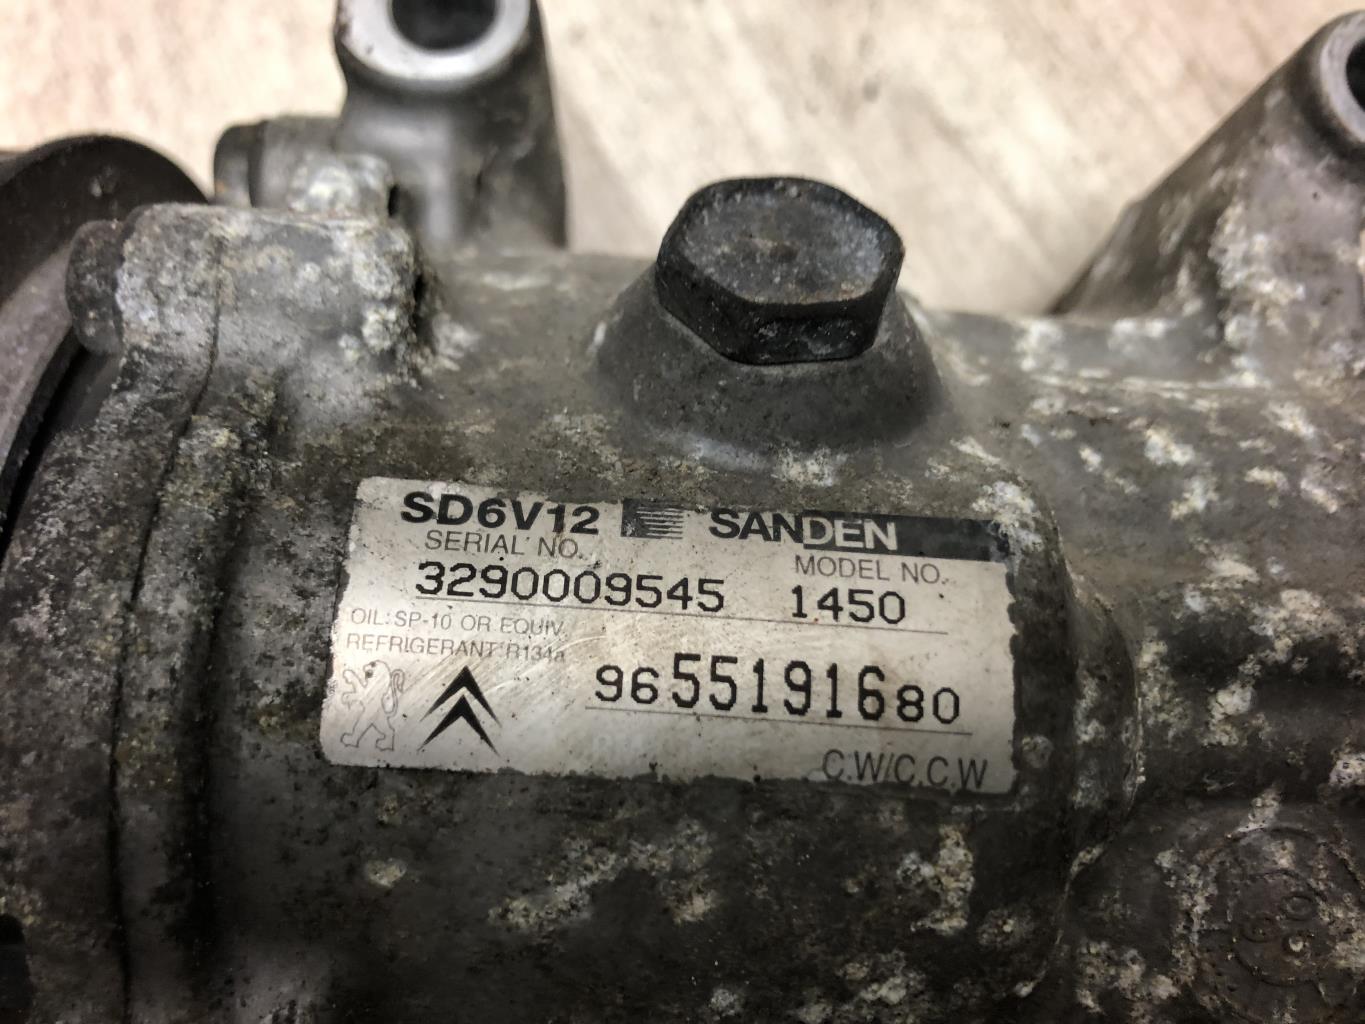 SD6V12 SANDEN
SERIAL NO. MODEL NO.
3290009545 1450
OIL: SP-10 OR EQUIV.
REFRIGERANT: R134a
9655191680
C.W/C.C.W